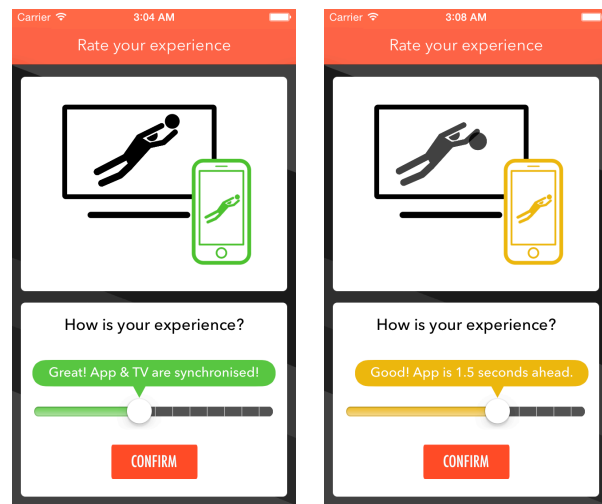 Carrier 3:04 AM
Rate your experience
How is your experience?
Great! App & TV are synchronised!
CONFIRM
Carrier 3:08 AM
Rate your experience
How is your experience?
Good! App is 1.5 seconds ahead.
CONFIRM